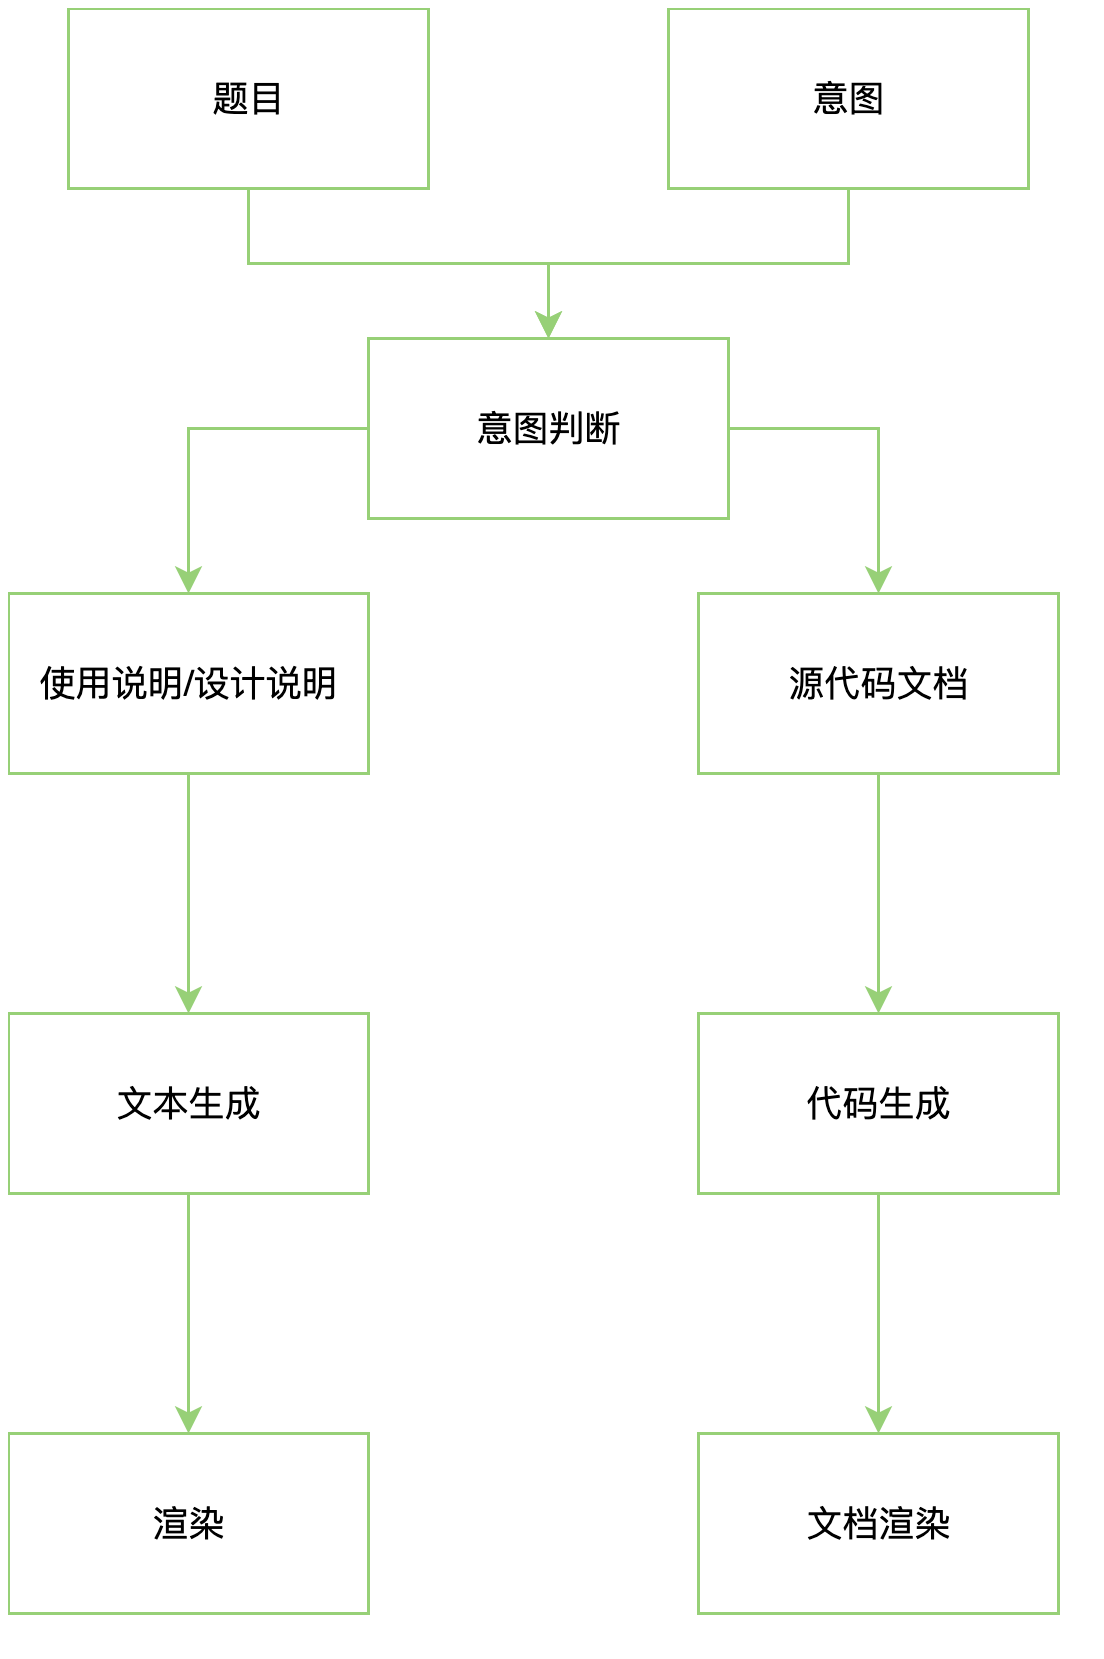 题目
意图
意图判断
使用说明/设计说明
源代码文档
文本生成
代码生成
渲染
文档渲染